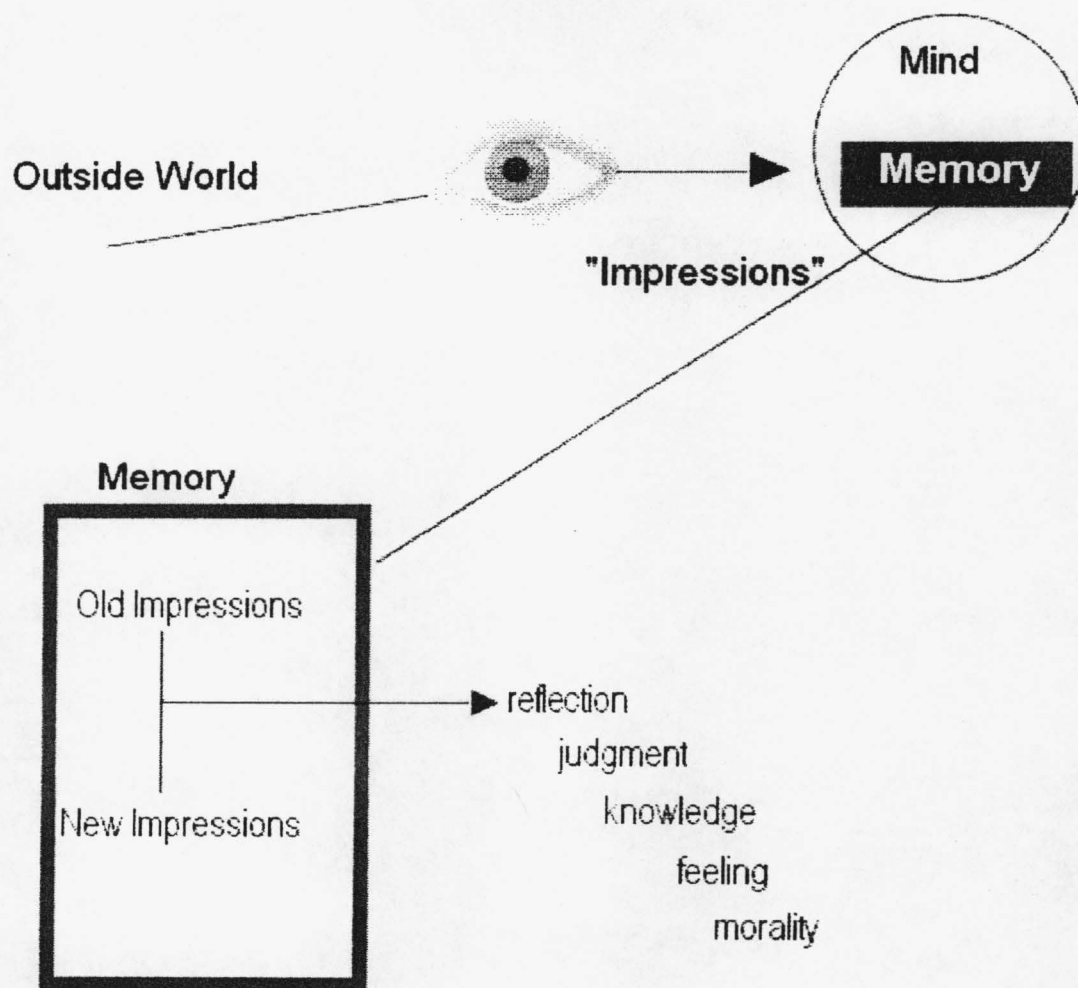 Mind
Outside World
Memory
"Impressions"
Memory
Old Impressions
reflection
judgment
knowledge
New Impressions
feeling
morality